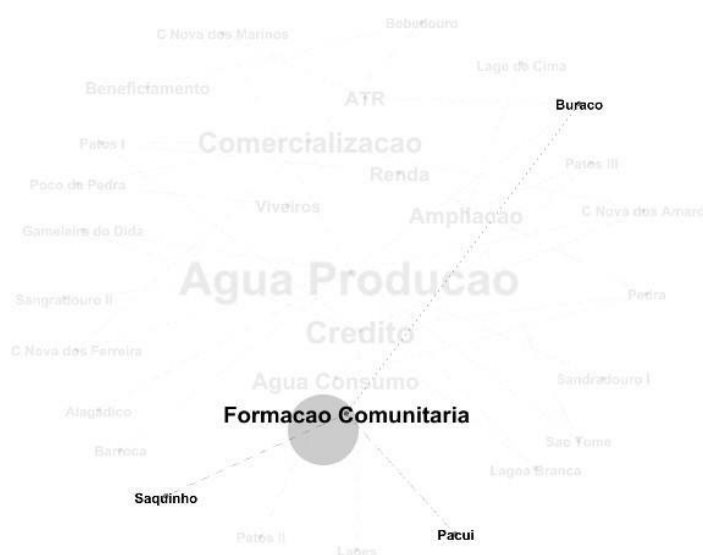 Bebedouro
C Nova dos Marinos
Lage de Cima
Beneficiamento
ATR
Buraco
Comercializacao
Patos I
Patos III
Renda
Poco da Pedra
Viveiros
Ampliacao
C Nova dos Amaro
Gameleira do Dida
Agua Producao
Pedra
Sangradouro II
Credito
C Nova dos Ferreira
Agua Consumo
Sandradouro I
Alagadico
Formacao Comunitaria
Barroca
Sao Tome
Lagoa Branca
Saquinho
Patos II
Pacui